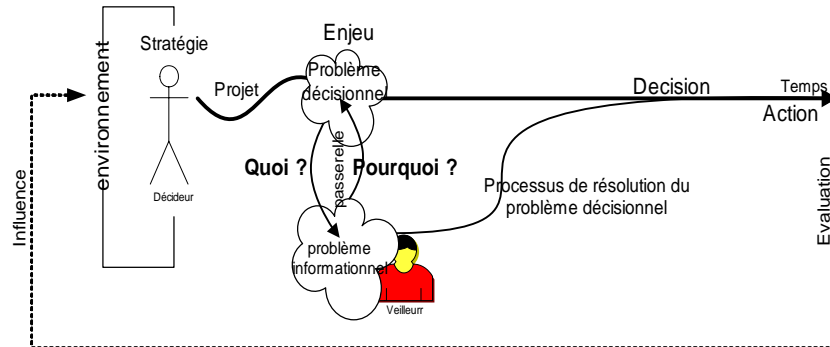 Enjeu
Stratégie
environnement
Problème
décisionnel
Projet
Decision
Temps
Action
Décideur
Quoi ?
passerelle
Pourquoi ?
Processus de résolution du
problème décisionnel
problème
informationnel
Veilleurr
Influence
Evaluation